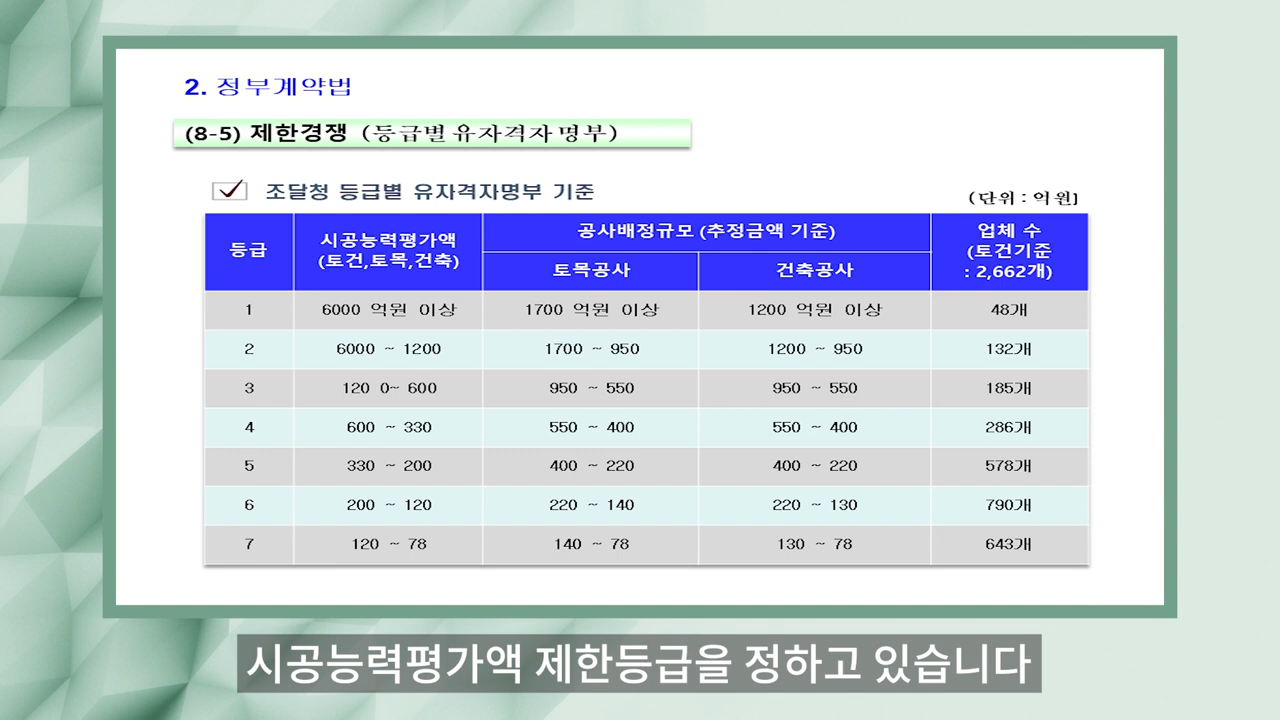 2. 정부계약법
(8-5) 제한경쟁 (등급별 유자격자 명부)
조달청 등급별 유자격자명부 기준
(단위 : 억 원]
등급 시공능력평가액 (토건,토목,건축) 공사배정규모 (추정금액 기준) 업체 수 (토건기준 : 2,662개)
토목공사 건축공사
1 6000 억원 이상 1700 억원 이상 1200 억원 이상 48개
2 6000 ~ 1200 1700 ~ 950 1200 ~ 950 132개
3 120 0~ 600 950 ~ 550 950 ~ 550 185개
4 600 ~ 330 550 ~ 400 550 ~ 400 286개
5 330 ~ 200 400 ~ 220 400 ~ 220 578개
6 200 ~ 120 220 ~ 140 220 ~ 130 790개
7 120 ~ 78 140 ~ 78 130 ~ 78 643개
시공능력평가액 제한등급을 정하고 있습니다